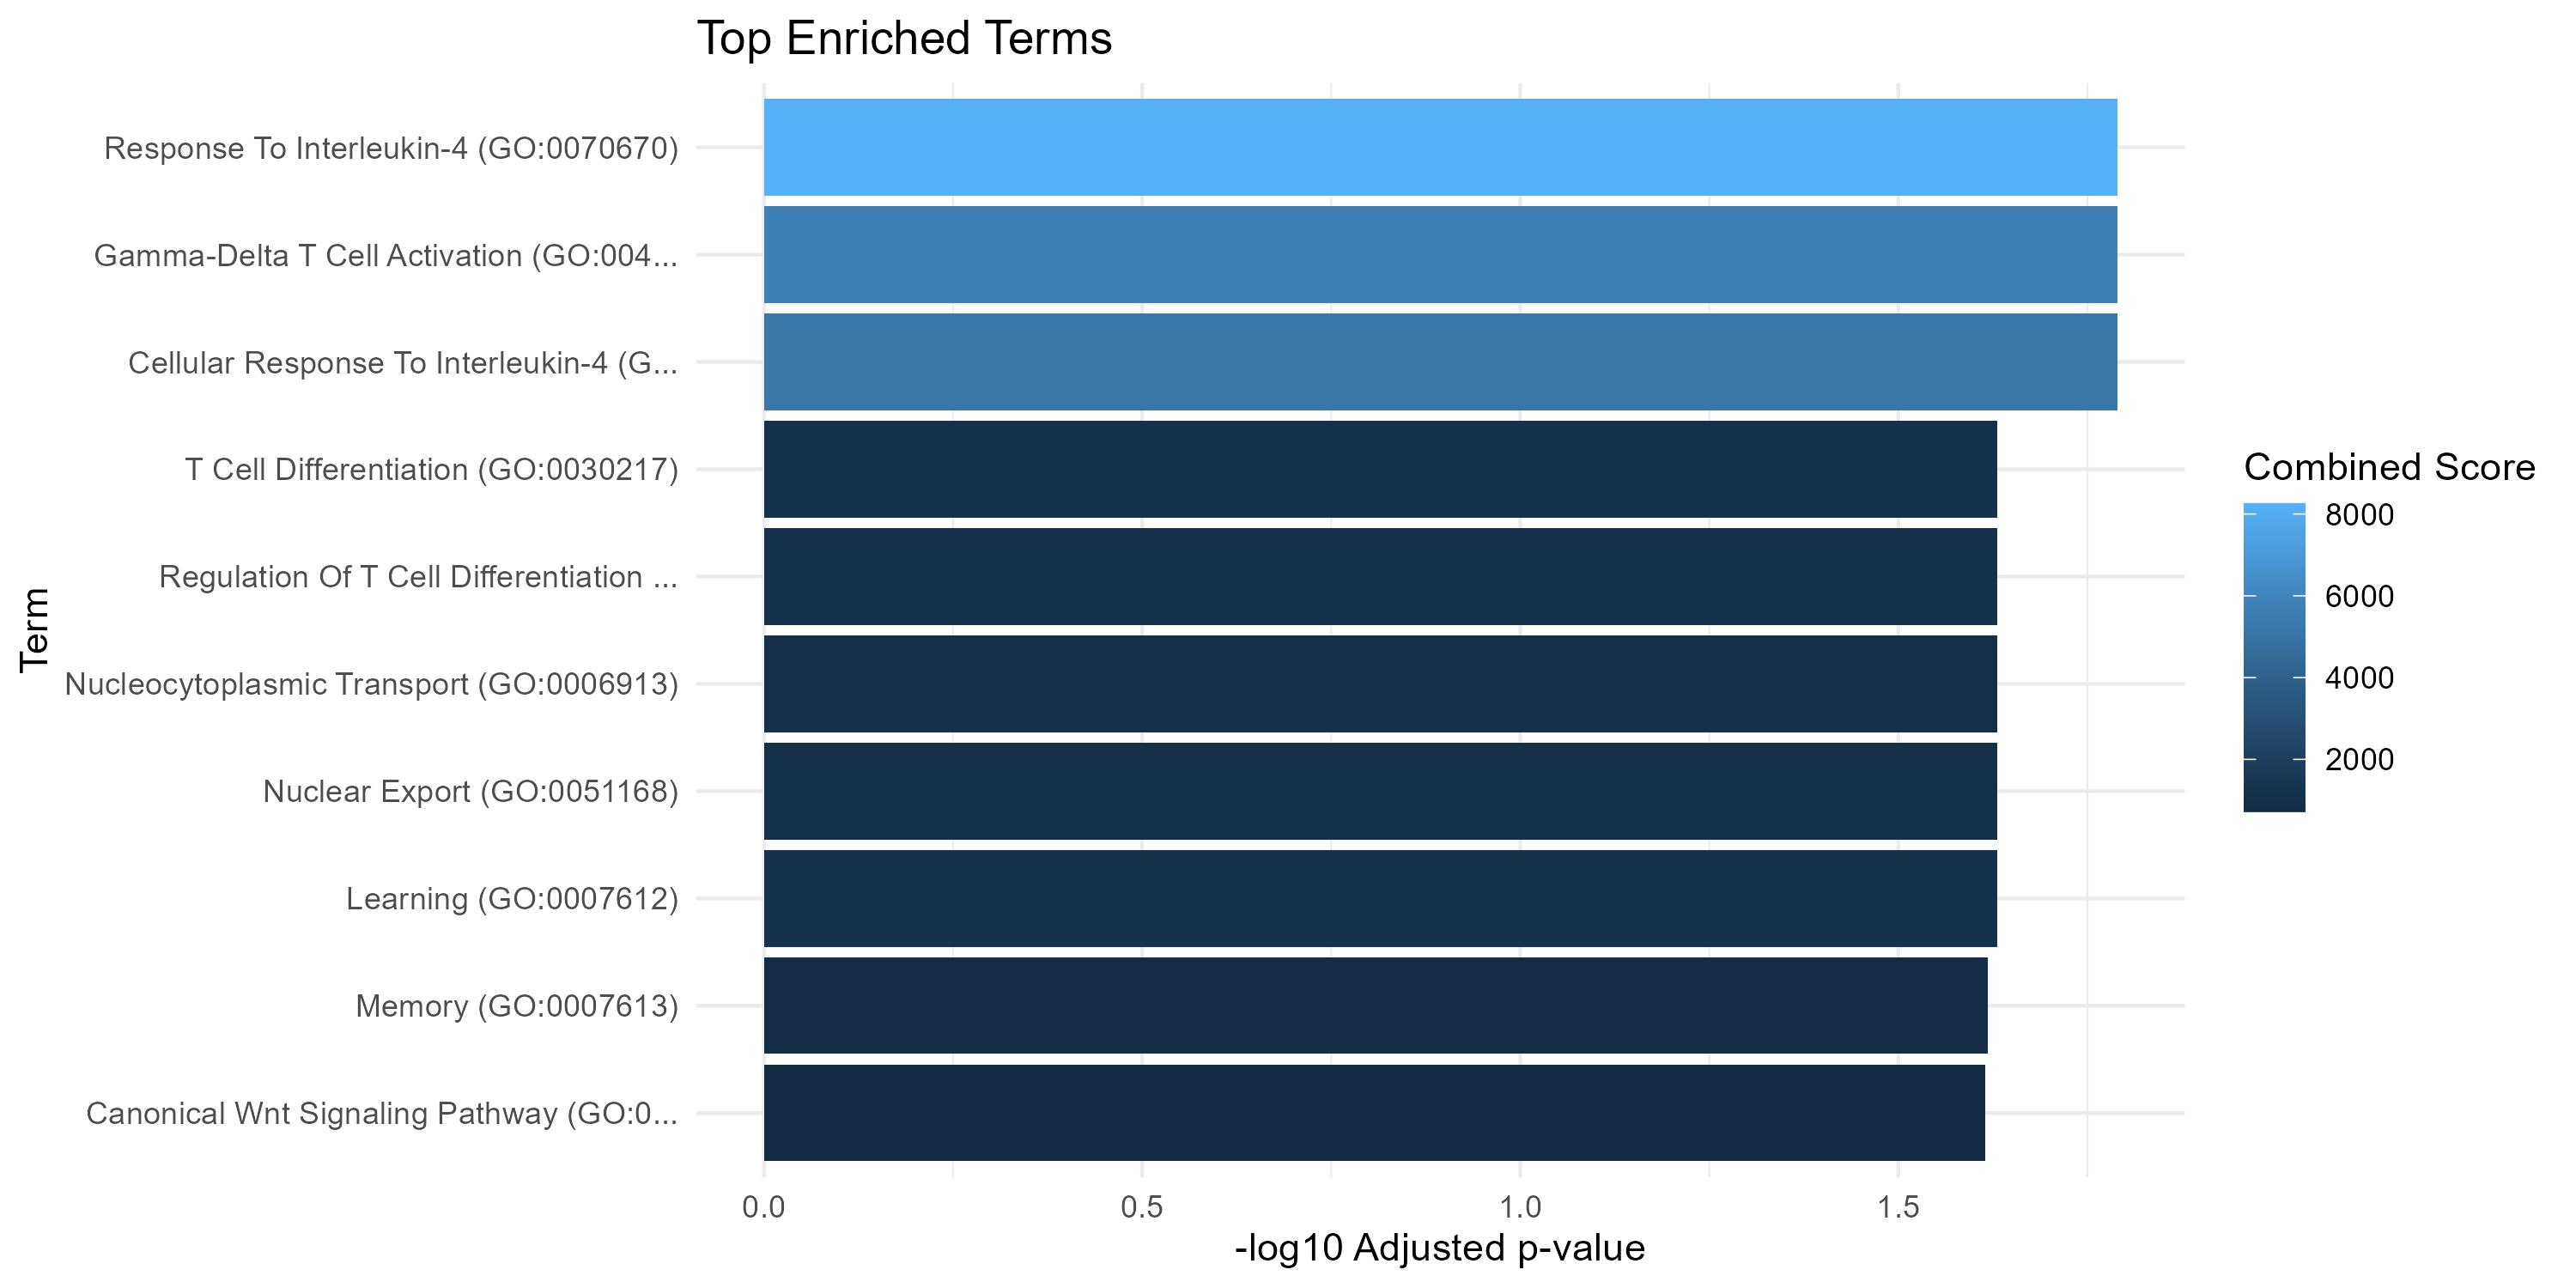 Top Enriched Terms
Term
Response To Interleukin-4 (GO:0070670)
Gamma-Delta T Cell Activation (GO:004...
Cellular Response To Interleukin-4 (G...
T Cell Differentiation (GO:0030217)
Regulation Of T Cell Differentiation ...
Nucleocytoplasmic Transport (GO:0006913)
Nuclear Export (GO:0051168)
Learning (GO:0007612)
Memory (GO:0007613)
Canonical Wnt Signaling Pathway (GO:0...
0.0 0.5 1.0 1.5
-log10 Adjusted p-value
Combined Score
8000
6000
4000
2000